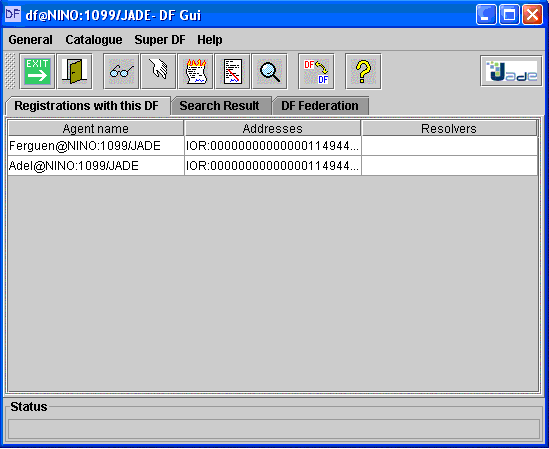 DF df@NINO:1099/JADE- DF Gui
General Catalogue Super DF Help
EXIT DF DF ? Jade
Registrations with this DF Search Result DF Federation
Agent name Addresses Resolvers
Ferguen@NINO:1099/JADE IOR:00000000000000114944...
Adel@NINO:1099/JADE IOR:00000000000000114944...
Status